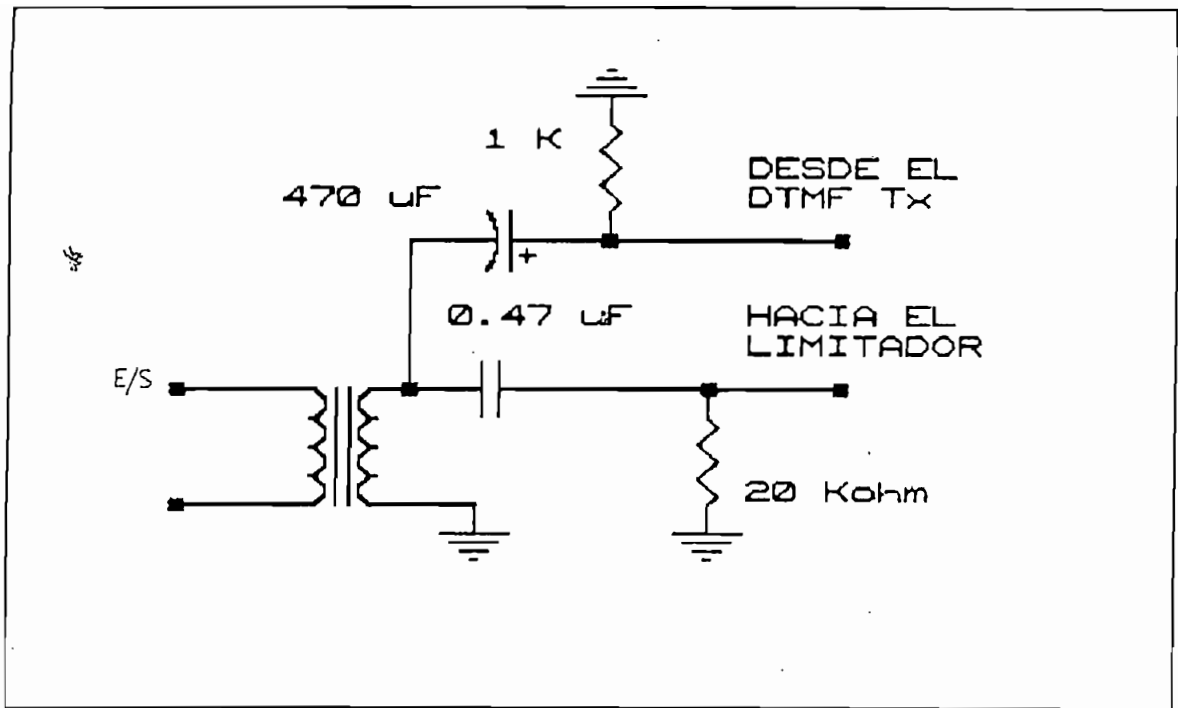 1 K
470 uF
DESDE EL
DTMF Tx
+
0.47 uF
HACIA EL
LIMITADOR
E/S
20 Kohm